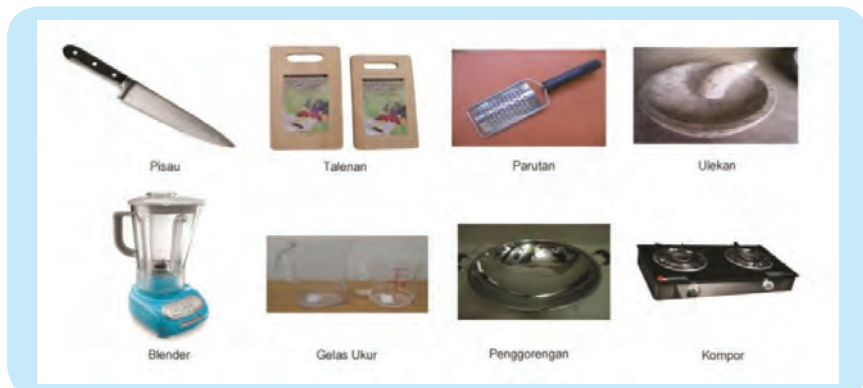 Pisau
Talenan
Parutan
Ulekan
Blender
Gelas Ukur
Penggorengan
Kompor